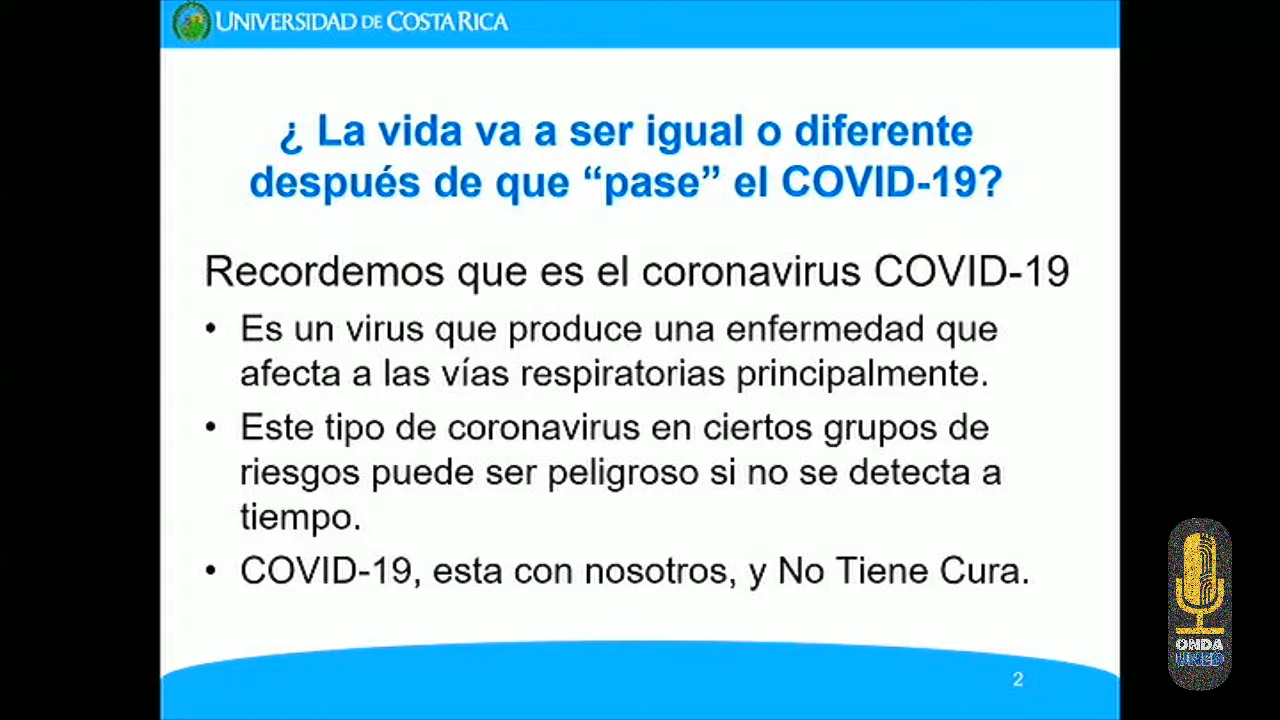 UNIVERSIDAD DE COSTA RICA
¿ La vida va a ser igual o diferente
después de que “pase” el COVID-19?
Recordemos que es el coronavirus COVID-19
• Es un virus que produce una enfermedad que
afecta a las vías respiratorias principalmente.
• Este tipo de coronavirus en ciertos grupos de
riesgos puede ser peligroso si no se detecta a
tiempo.
• COVID-19, esta con nosotros, y No Tiene Cura.
2
ONDA
UNED